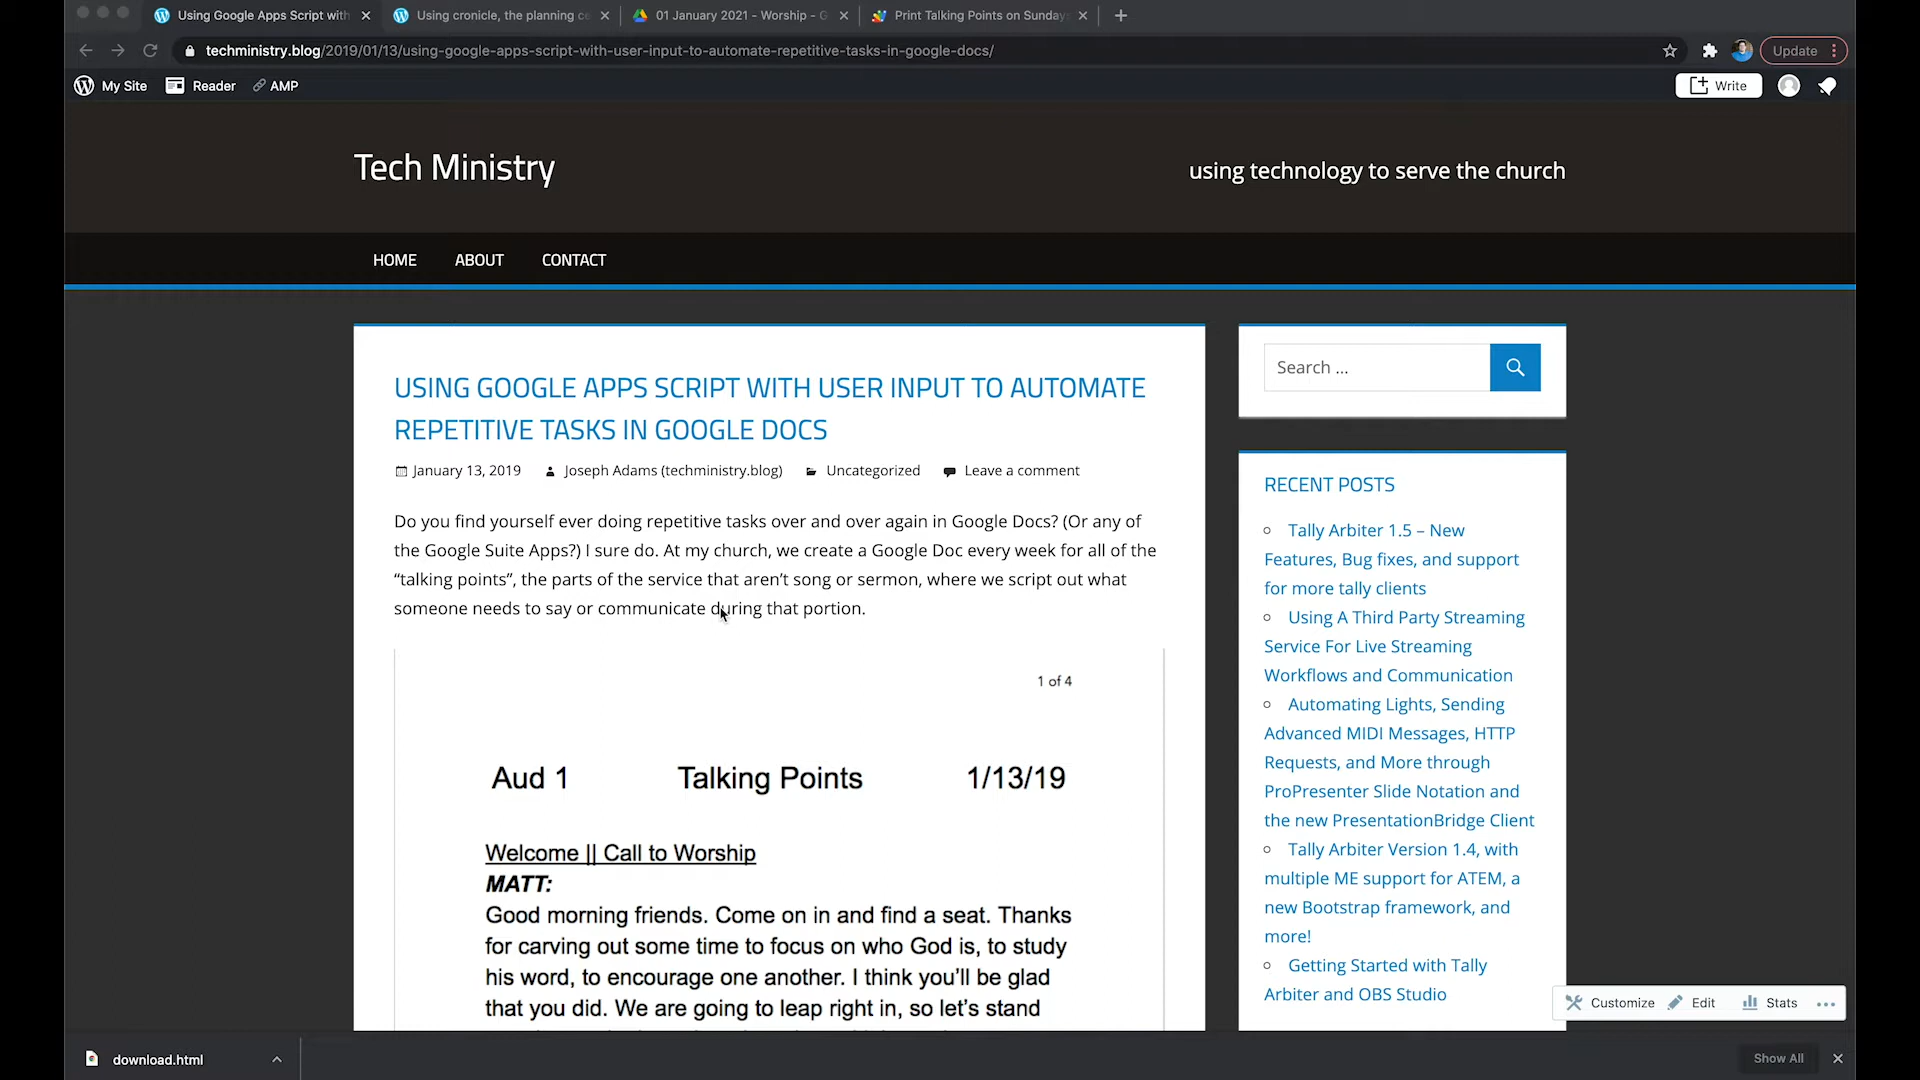 Using Google Apps Script with
Using cronicle, the planning ce
01 January 2021 - Worship - G
Print Talking Points on Sunday
techministry.blog/2019/01/13/using-google-apps-script-with-user-input-to-automate-repetitive-tasks-in-google-docs/
Update
My Site
Reader
AMP
Write
Tech Ministry
using technology to serve the church
HOME
ABOUT
CONTACT
USING GOOGLE APPS SCRIPT WITH USER INPUT TO AUTOMATE
REPETITIVE TASKS IN GOOGLE DOCS
January 13, 2019
Joseph Adams (techministry.blog)
Uncategorized
Leave a comment
Do you find yourself ever doing repetitive tasks over and over again in Google Docs? (Or any of
the Google Suite Apps?) I sure do. At my church, we create a Google Doc every week for all of the
“talking points”, the parts of the service that aren’t song or sermon, where we script out what
someone needs to say or communicate during that portion.
1 of 4
Aud 1
Talking Points
1/13/19
Welcome || Call to Worship
MATT:
Good morning friends. Come on in and find a seat. Thanks
for carving out some time to focus on who God is, to study
his word, to encourage one another. I think you'll be glad
that you did. We are going to leap right in, so let's stand
Search ...
RECENT POSTS
Tally Arbiter 1.5 – New
Features, Bug fixes, and support
for more tally clients
Using A Third Party Streaming
Service For Live Streaming
Workflows and Communication
Automating Lights, Sending
Advanced MIDI Messages, HTTP
Requests, and More through
ProPresenter Slide Notation and
the new PresentationBridge Client
Tally Arbiter Version 1.4, with
multiple ME support for ATEM, a
new Bootstrap framework, and
more!
Getting Started with Tally
Arbiter and OBS Studio
Customize
Edit
Stats
download.html
Show All